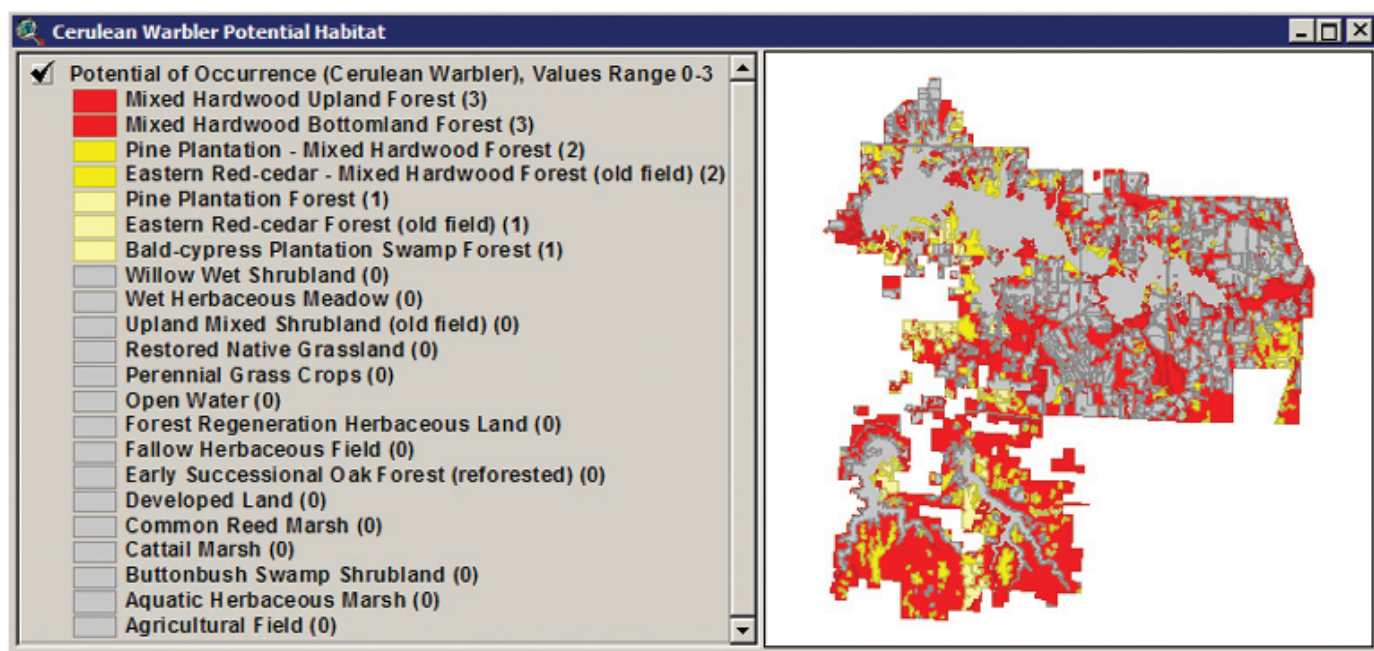 Cerulean Warbler Potential Habitat
Potential of Occurrence (Cerulean Warbler), Values Range 0-3
Mixed Hardwood Upland Forest (3)
Mixed Hardwood Bottomland Forest (3)
Pine Plantation - Mixed Hardwood Forest (2)
Eastern Red-cedar - Mixed Hardwood Forest (old field) (2)
Pine Plantation Forest (1)
Eastern Red-cedar Forest (old field) (1)
Bald-cypress Plantation Swamp Forest (1)
Willow Wet Shrubland (0)
Wet Herbaceous Meadow (0)
Upland Mixed Shrubland (old field) (0)
Restored Native Grassland (0)
Perennial Grass Crops (0)
Open Water (0)
Forest Regeneration Herbaceous Land (0)
Fallow Herbaceous Field (0)
Early Successional Oak Forest (reforested) (0)
Developed Land (0)
Common Reed Marsh (0)
Cattail Marsh (0)
Buttonbush Swamp Shrubland (0)
Aquatic Herbaceous Marsh (0)
Agricultural Field (0)